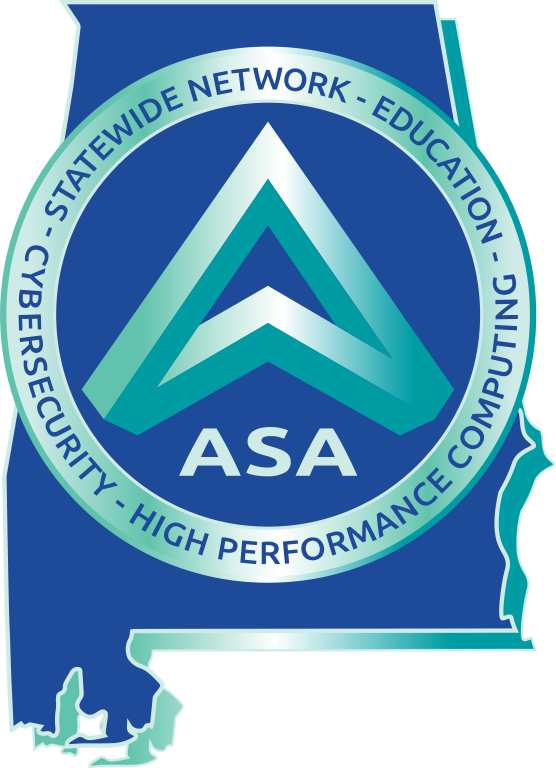 CYBERSECURITY - STATEWIDE NETWORK - EDUCATION - HIGH PERFORMANCE COMPUTING -
ASA